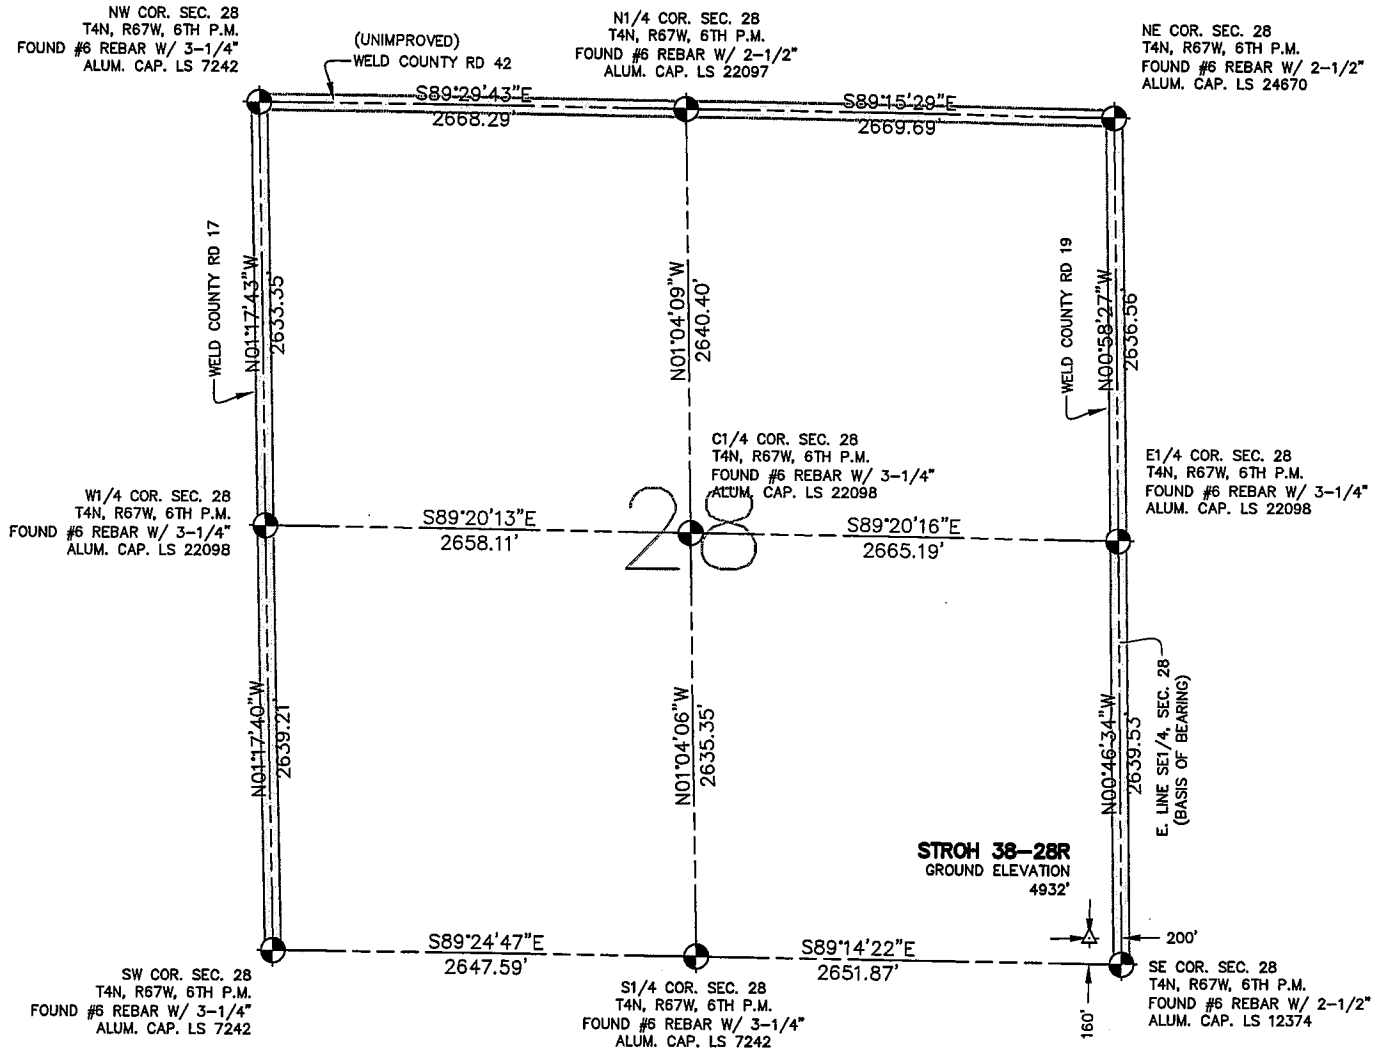 NW COR. SEC. 28
T4N, R67W, 6TH P.M.
FOUND #6 REBAR W/ 3-1/4"
ALUM. CAP. LS 7242
(UNIMPROVED)
WELD COUNTY RD 42
N1/4 COR. SEC. 28
T4N, R67W, 6TH P.M.
FOUND #6 REBAR W/ 2-1/2"
ALUM. CAP. LS 22097
NE COR. SEC. 28
T4N, R67W, 6TH P.M.
FOUND #6 REBAR W/ 2-1/2"
ALUM. CAP. LS 24670
S89°29'43"E
2668.29'
S89°15'29"E
2669.69'
WELD COUNTY RD 17
N01°17'43"W
2633.35'
N01°04'09"W
2640.40'
WELD COUNTY RD 19
N00°58'27"W
2636.56'
C1/4 COR. SEC. 28
T4N, R67W, 6TH P.M.
FOUND #6 REBAR W/ 3-1/4"
ALUM. CAP. LS 22098
E1/4 COR. SEC. 28
T4N, R67W, 6TH P.M.
FOUND #6 REBAR W/ 3-1/4"
ALUM. CAP. LS 22098
W1/4 COR. SEC. 28
T4N, R67W, 6TH P.M.
FOUND #6 REBAR W/ 3-1/4"
ALUM. CAP. LS 22098
S89°20'13"E
2658.11'
28
S89°20'16"E
2665.19'
N01°17'40"W
2639.21'
N01°04'06"W
2635.35'
N00°46'34"W
2639.53'
E. LINE SE1/4, SEC. 28
(BASIS OF BEARING)
STROH 38-28R
GROUND ELEVATION
4932'
200'
160'
S89°24'47"E
2647.59'
S89°14'22"E
2651.87'
SW COR. SEC. 28
T4N, R67W, 6TH P.M.
FOUND #6 REBAR W/ 3-1/4"
ALUM. CAP. LS 7242
S1/4 COR. SEC. 28
T4N, R67W, 6TH P.M.
FOUND #6 REBAR W/ 3-1/4"
ALUM. CAP. LS 7242
SE COR. SEC. 28
T4N, R67W, 6TH P.M.
FOUND #6 REBAR W/ 2-1/2"
ALUM. CAP. LS 12374